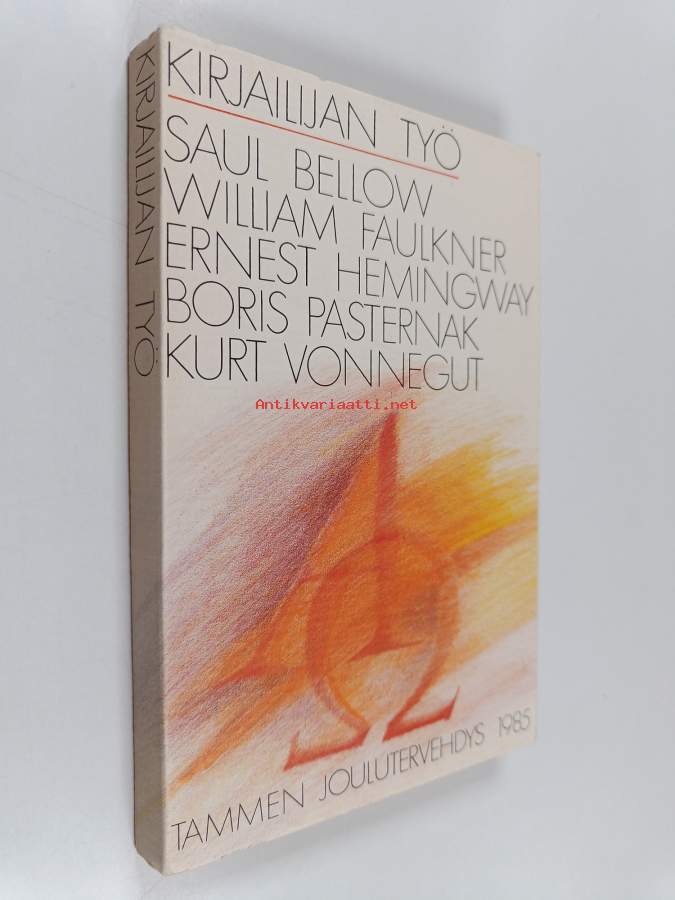 KIRJAILIJAN TYÖ
KIRJAILIJAN TYÖ
SAUL BELLOW
WILLIAM FAULKNER
ERNEST HEMINGWAY
BORIS PASTERNAK
KURT VONNEGUT
Antikvariaatti.net
TAMMEN JOULUTERVEHDYS 1985